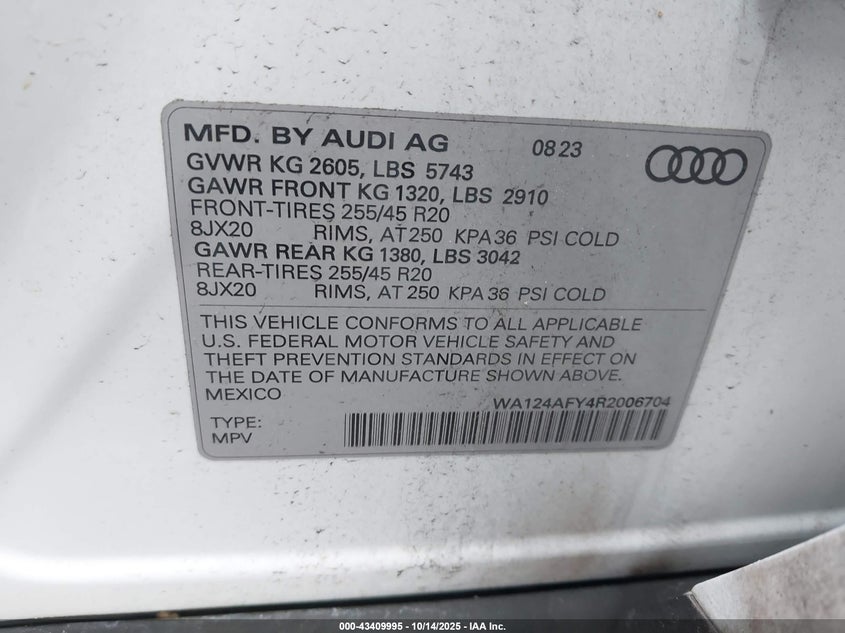 MFD. BY AUDI AG 0823
GVWR KG 2605, LBS 5743
GAWR FRONT KG 1320, LBS 2910
FRONT-TIRES 255/45 R20
8JX20 RIMS, AT 250 KPA 36 PSI COLD
GAWR REAR KG 1380, LBS 3042
REAR-TIRES 255/45 R20
8JX20 RIMS, AT 250 KPA 36 PSI COLD
THIS VEHICLE CONFORMS TO ALL APPLICABLE
U.S. FEDERAL MOTOR VEHICLE SAFETY AND
THEFT PREVENTION STANDARDS IN EFFECT ON
THE DATE OF MANUFACTURE SHOWN ABOVE.
MEXICO
WA124AFY4R2006704
TYPE:
MPV
000-43409995 - 10/14/2025 - IAA Inc.